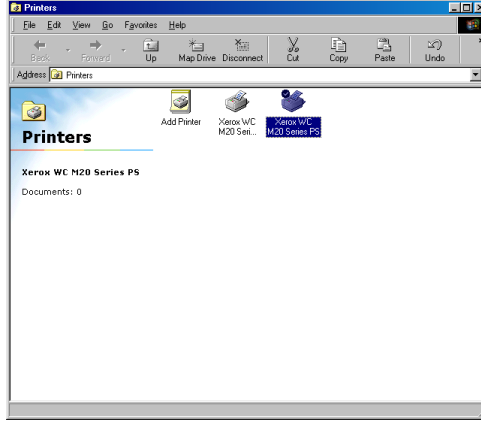 Printers
File Edit View Go Favorites Help
Back Forward Up Map Drive Disconnect Cut Copy Paste Undo
Address Printers
Add Printer
Xerox WC
M20 Seri...
Xerox WC
M20 Series PS
Printers
Xerox WC M20 Series PS
Documents: 0